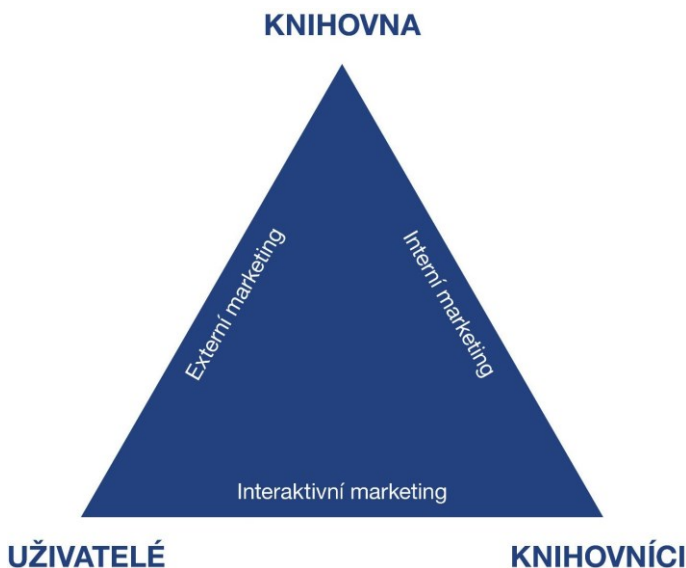 KNIHOVNA
Externí marketing
Interní marketing
Interaktivní marketing
UŽIVATELÉ
KNIHOVNÍCI